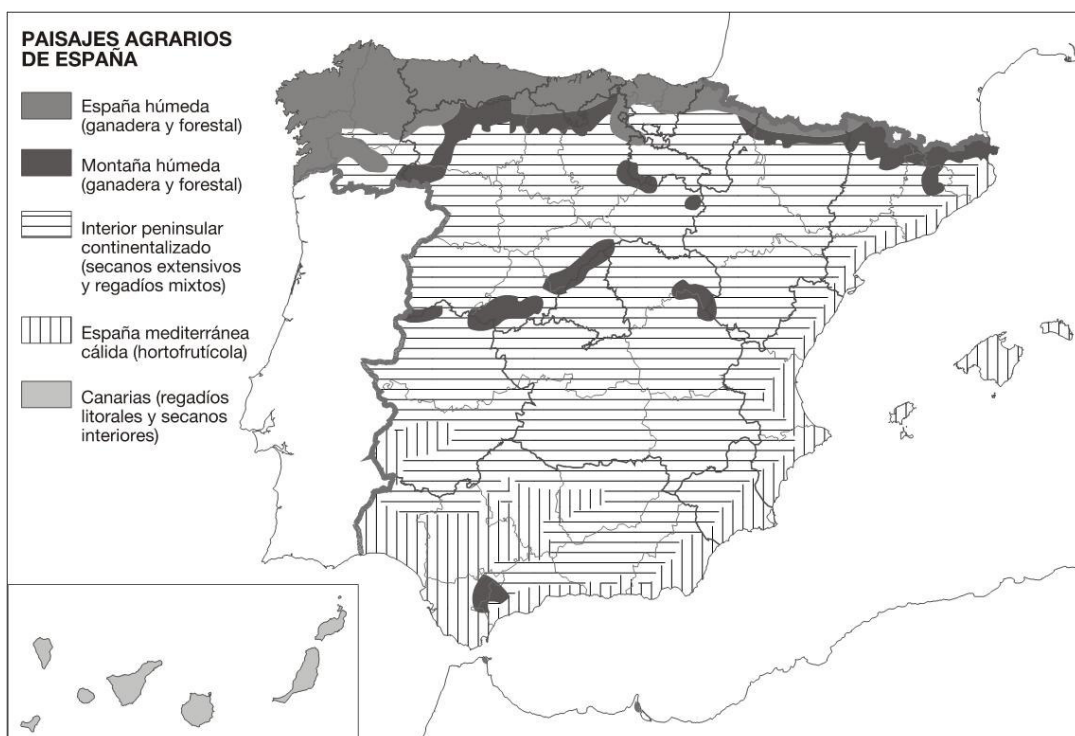 PAISAJES AGRARIOS
DE ESPAÑA
España húmeda
(ganadera y forestal)
Montaña húmeda
(ganadera y forestal)
Interior peninsular
continentalizado
(secanos extensivos
y regadíos mixtos)
España mediterránea
cálida (hortofrutícola)
Canarias (regadíos
litorales y secanos
interiores)